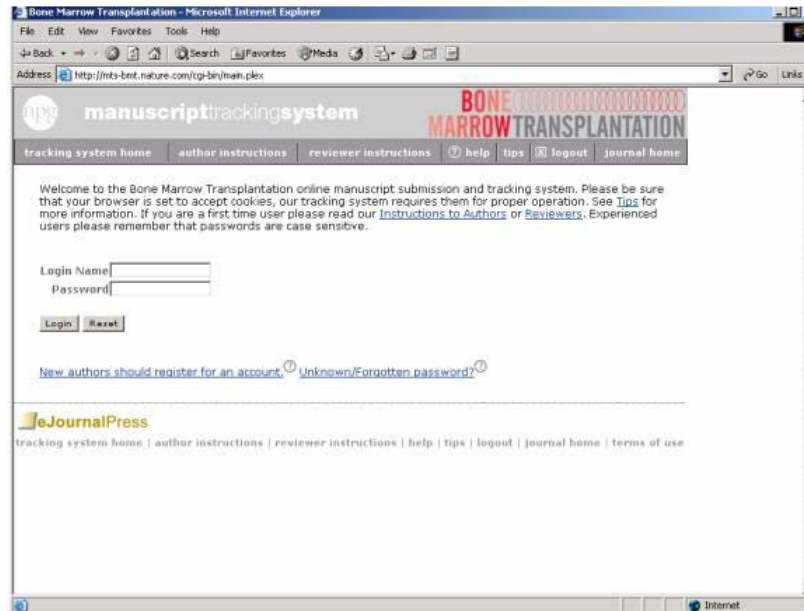 Bone Marrow Transplantation - Microsoft Internet Explorer
File Edit View Favorites Tools Help
Back Search Favorites Media
Address http://mts-bmt.nature.com/cgi-bin/main.plex Go Links
npg manuscripttrackingsystem BONE MARROW TRANSPLANTATION
tracking system home author instructions reviewer instructions ? help tips X logout journal home
Welcome to the Bone Marrow Transplantation online manuscript submission and tracking system. Please be sure
that your browser is set to accept cookies, our tracking system requires them for proper operation. See Tips for
more information. If you are a first time user please read our Instructions to Authors or Reviewers. Experienced
users please remember that passwords are case sensitive.
Login Name
Password
Login Reset
New authors should register for an account.? Unknown/Forgotten password??
eJournalPress
tracking system home | author instructions | reviewer instructions | help | tips | logout | journal home | terms of use
Internet